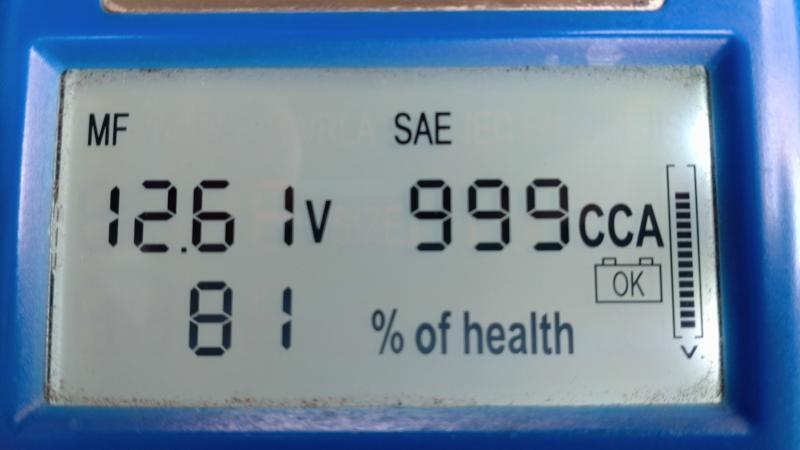 MF SAE
12.61V 999CCA
OK
81 % of health